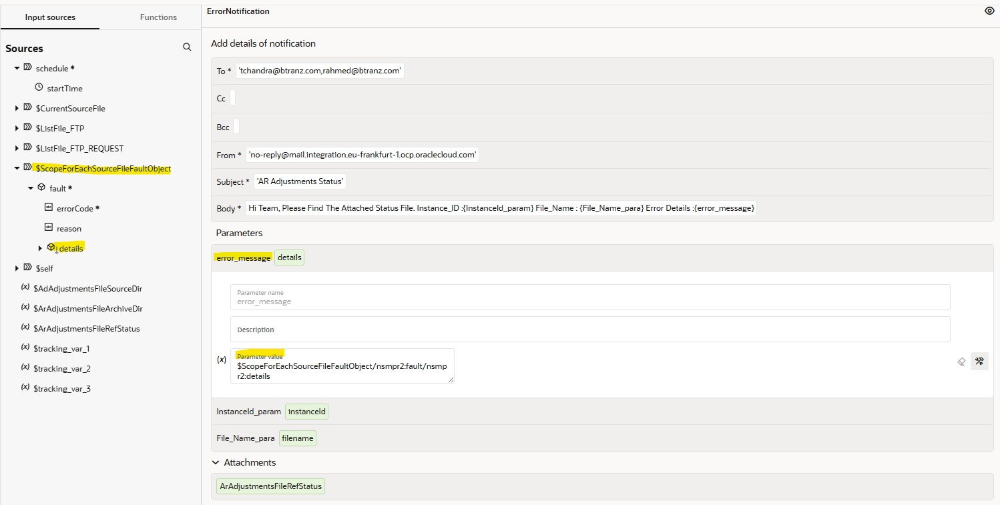 Input sources
Functions
Sources
schedule *
startTime
$CurrentSourceFile
$ListFile_FTP
$ListFile_FTP_REQUEST
$ScopeForEachSourceFileFaultObject
fault *
errorCode *
reason
details
$self
$AdAdjustmentsFileSourceDir
$ArAdjustmentsFileArchiveDir
$ArAdjustmentsFileRefStatus
$tracking_var_1
$tracking_var_2
$tracking_var_3
ErrorNotification
Add details of notification
To * 'tchandra@btranz.com,rahmed@btranz.com'
Cc
Bcc
From * 'no-reply@mail.integration.eu-frankfurt-1.ocp.oraclecloud.com'
Subject * 'AR Adjustments Status'
Body * Hi Team, Please Find The Attached Status File. Instance_ID :{InstanceId_param} File_Name : {File_Name_para} Error Details :{error_message}
Parameters
error_message details
Parameter name
error_message
Description
(x) Parameter value
$ScopeForEachSourceFileFaultObject/nsmpr2:fault/nsmp
r2:details
InstanceId_param instanceId
File_Name_para filename
Attachments
ArAdjustmentsFileRefStatus